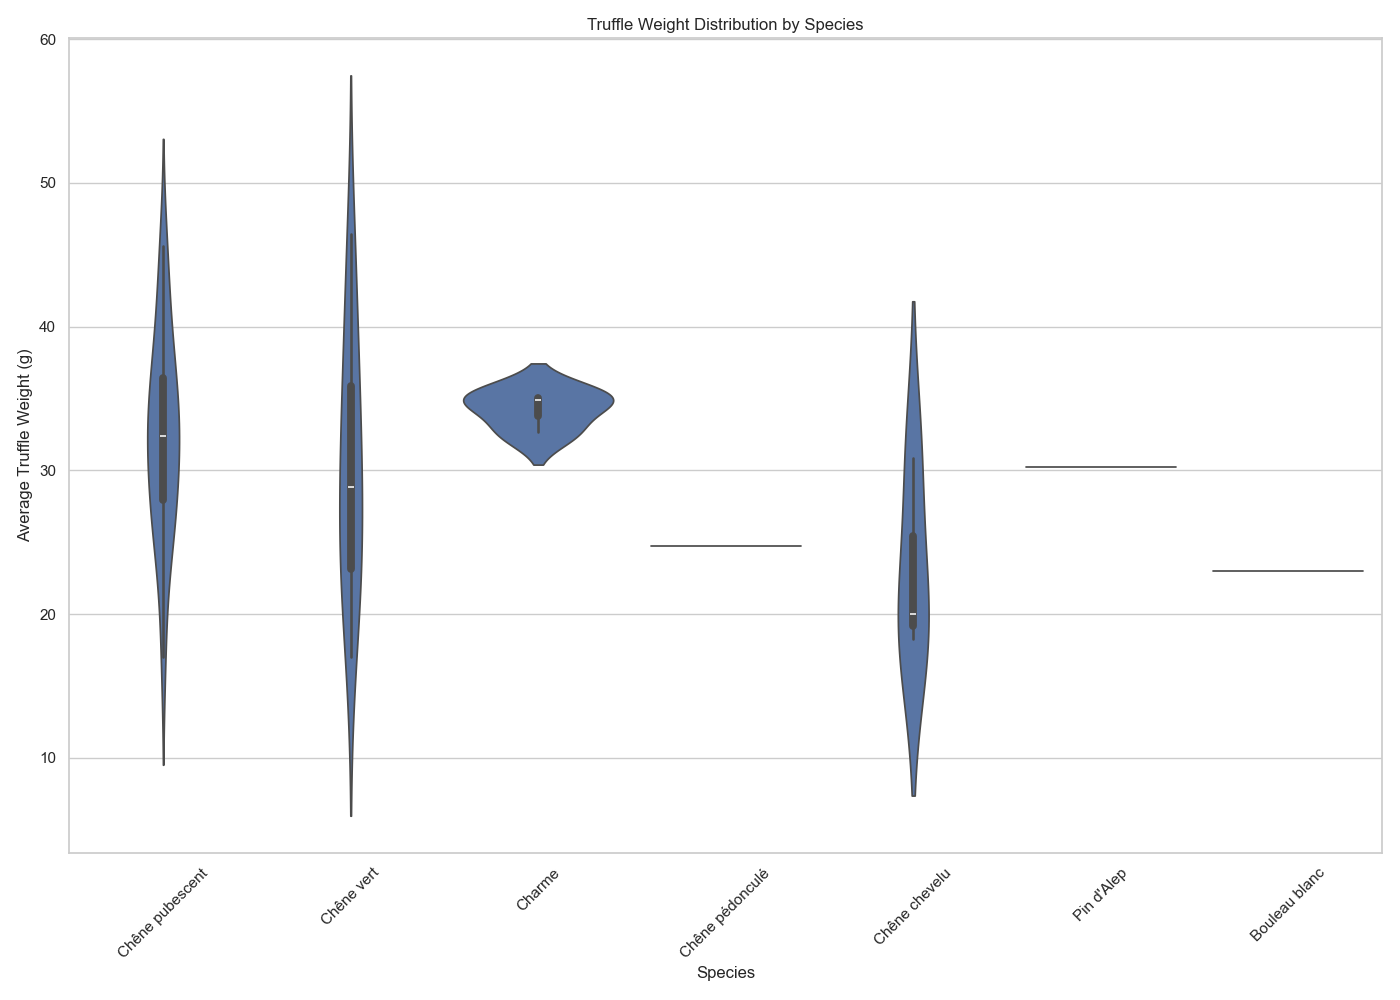 Truffle Weight Distribution by Species
60
50
40
30
20
10
Average Truffle Weight (g)
Chêne pubescent
Chêne vert
Charme
Chêne pédonculé
Chêne chevelu
Pin d'Alep
Bouleau blanc
Species